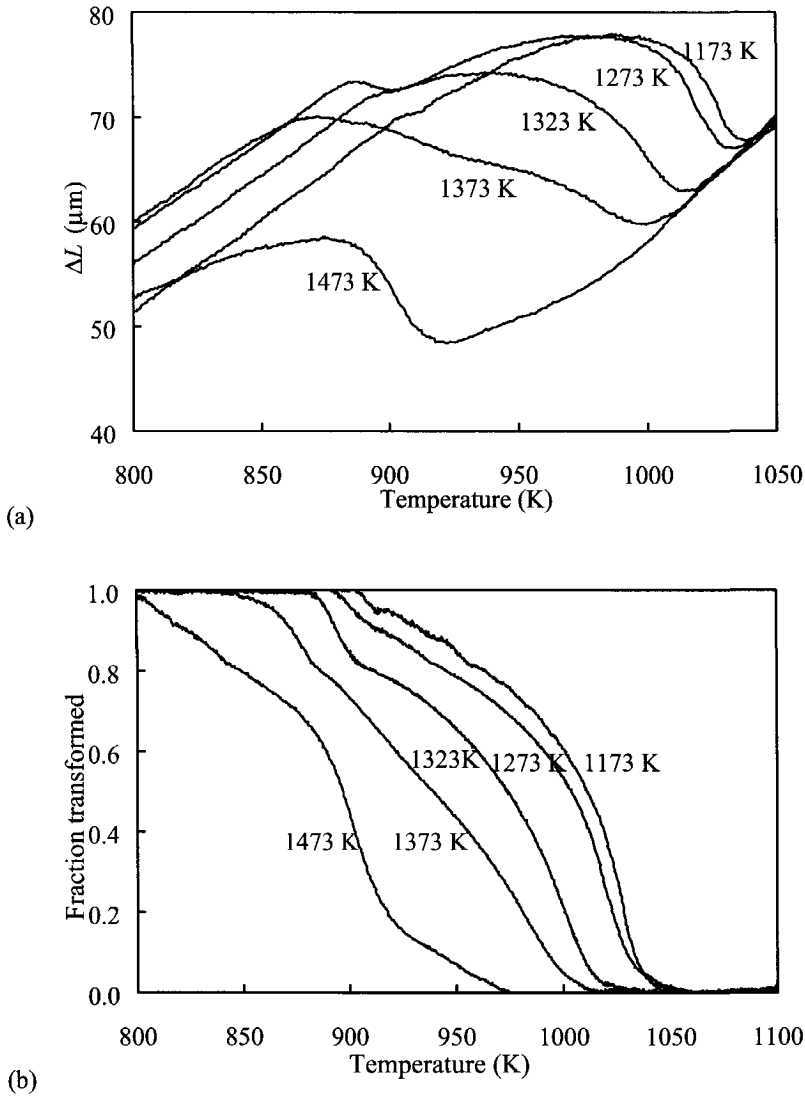 80
70
60
50
40
ΔL (μm)
1173 K
1273 K
1323 K
1373 K
1473 K
800 850 900 950 1000 1050
Temperature (K)
(a)
1.0
0.8
0.6
0.4
0.2
0.0
Fraction transformed
1323K 1273 K 1173 K
1473 K 1373 K
800 850 900 950 1000 1050 1100
Temperature (K)
(b)